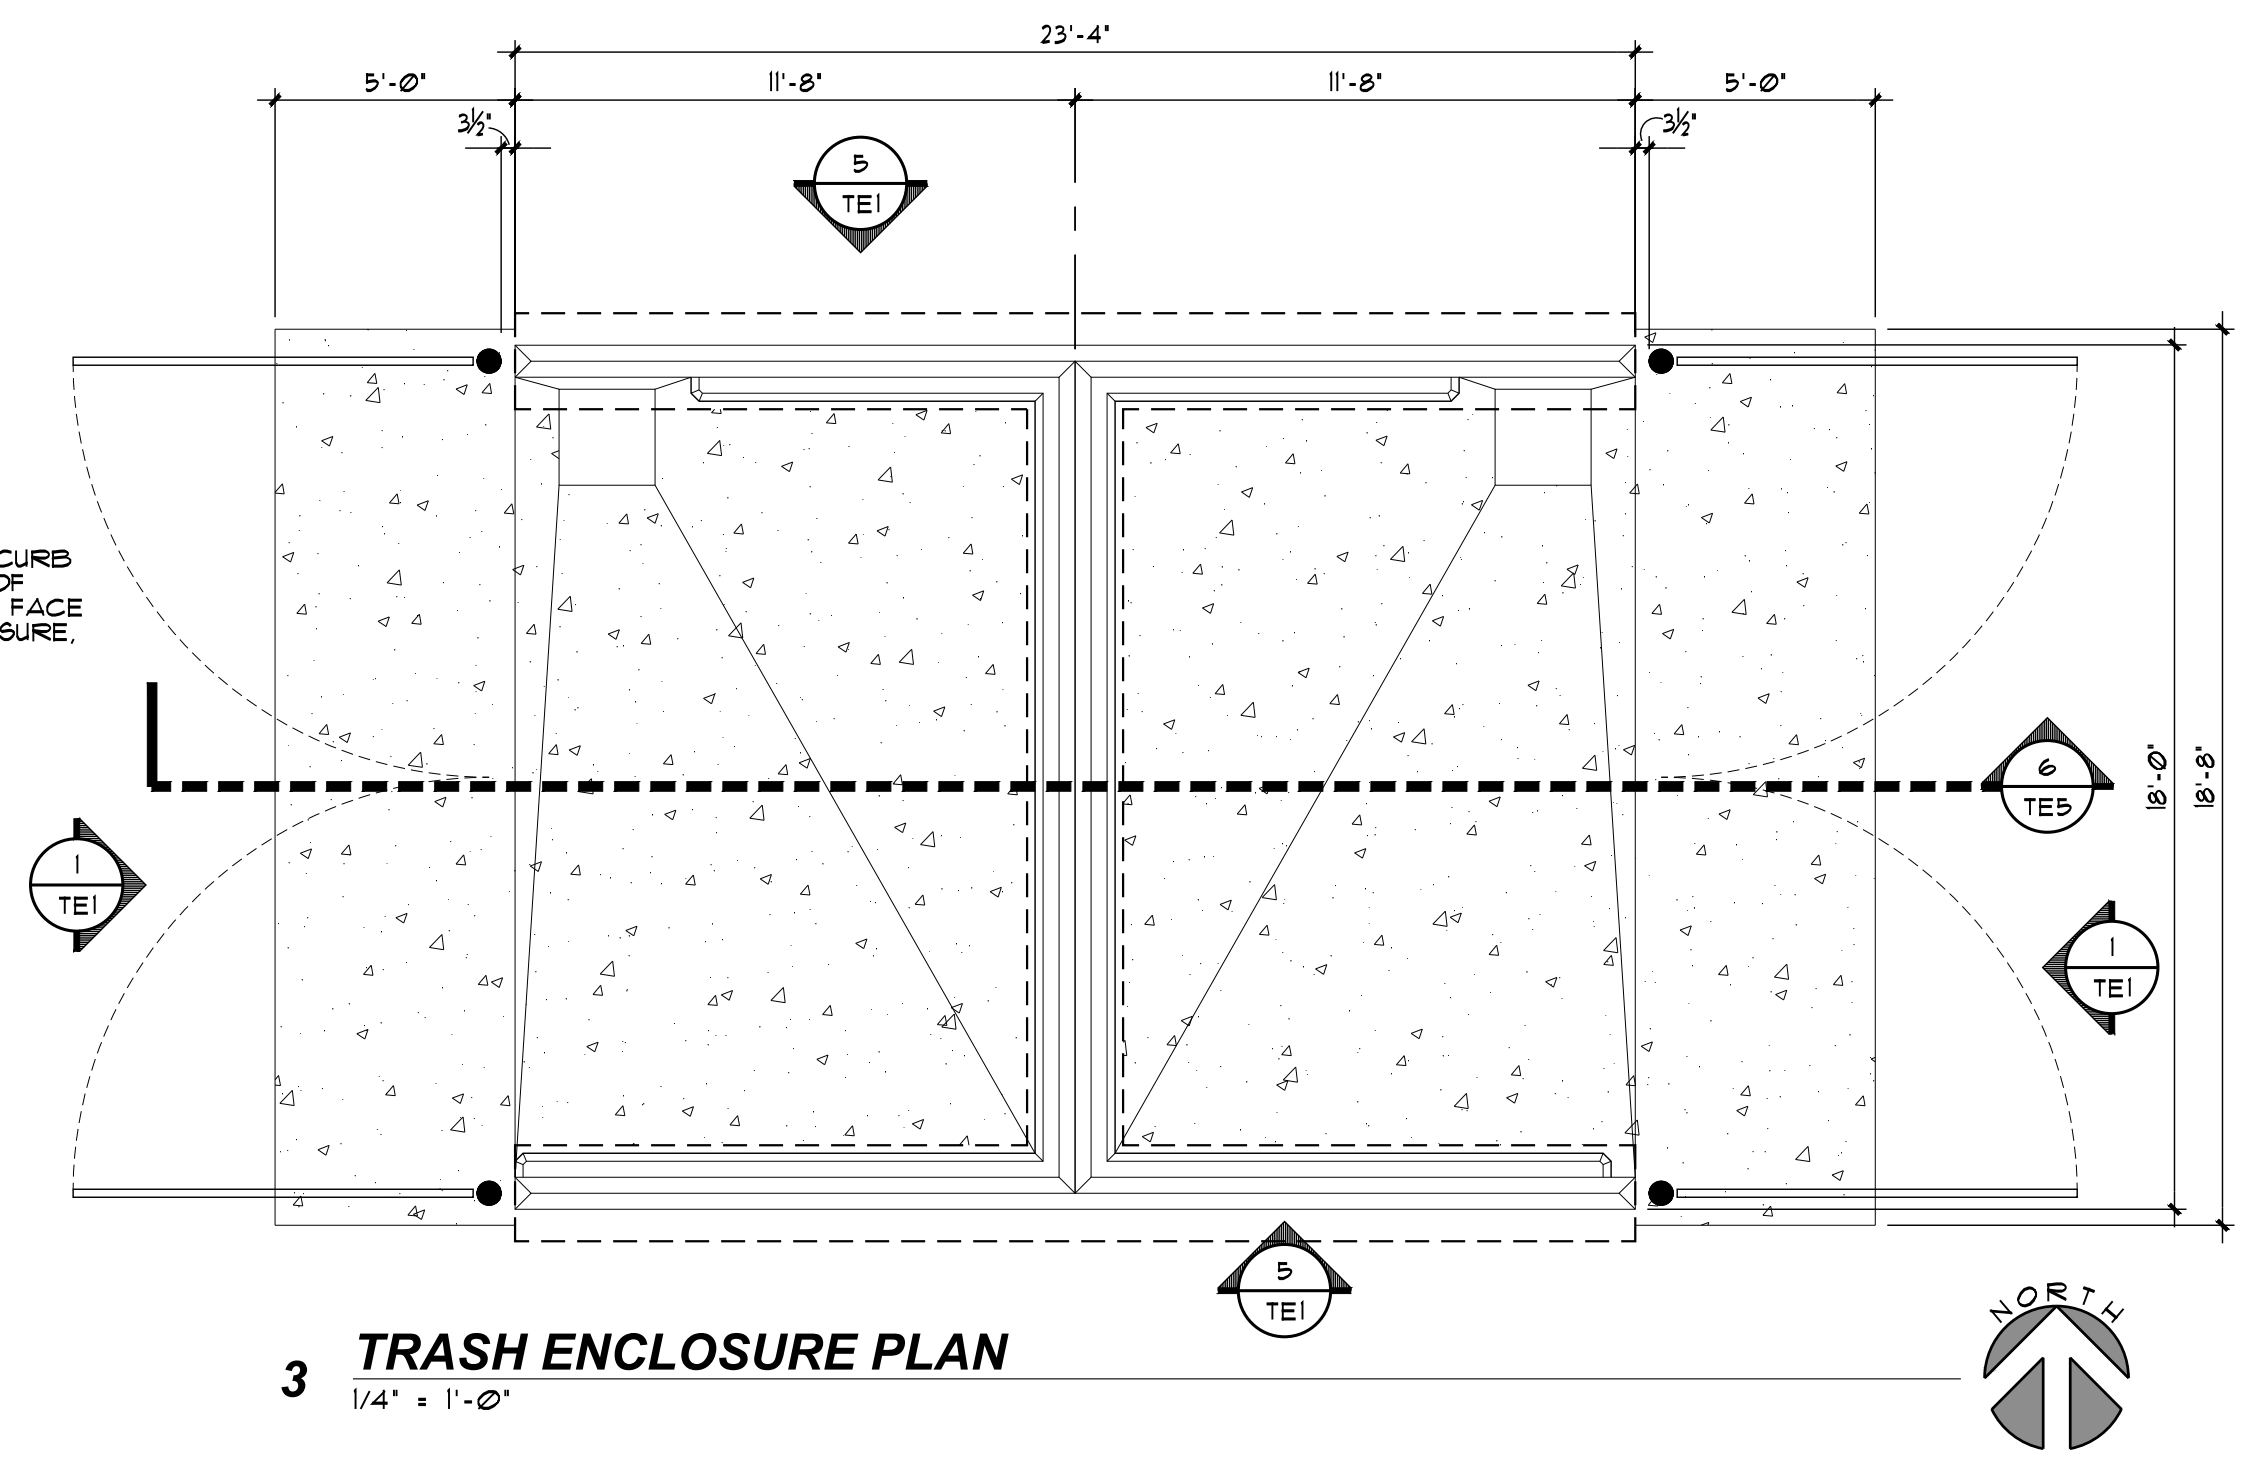 23'-4"
5'-0"
11'-8"
11'-8"
5'-0"
3½"
3½"
5
TE1
CURB
OF
FACE
SURE,
6
TE5
18'-0"
18'-8"
1
TE1
1
TE1
5
TE1
NORTH
3 TRASH ENCLOSURE PLAN
1/4" = 1'-0"